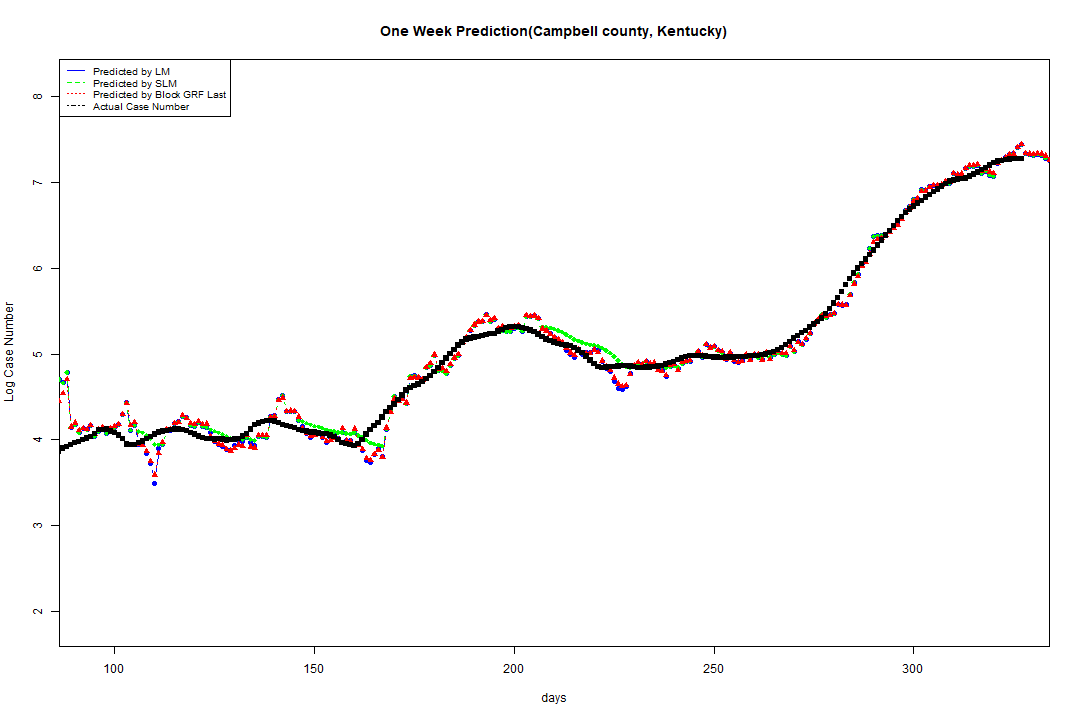 One Week Prediction(Campbell county, Kentucky)
Predicted by LM
Predicted by SLM
Predicted by Block GRF Last
Actual Case Number
8
7
6
5
4
3
2
Log Case Number
100 150 200 250 300
days